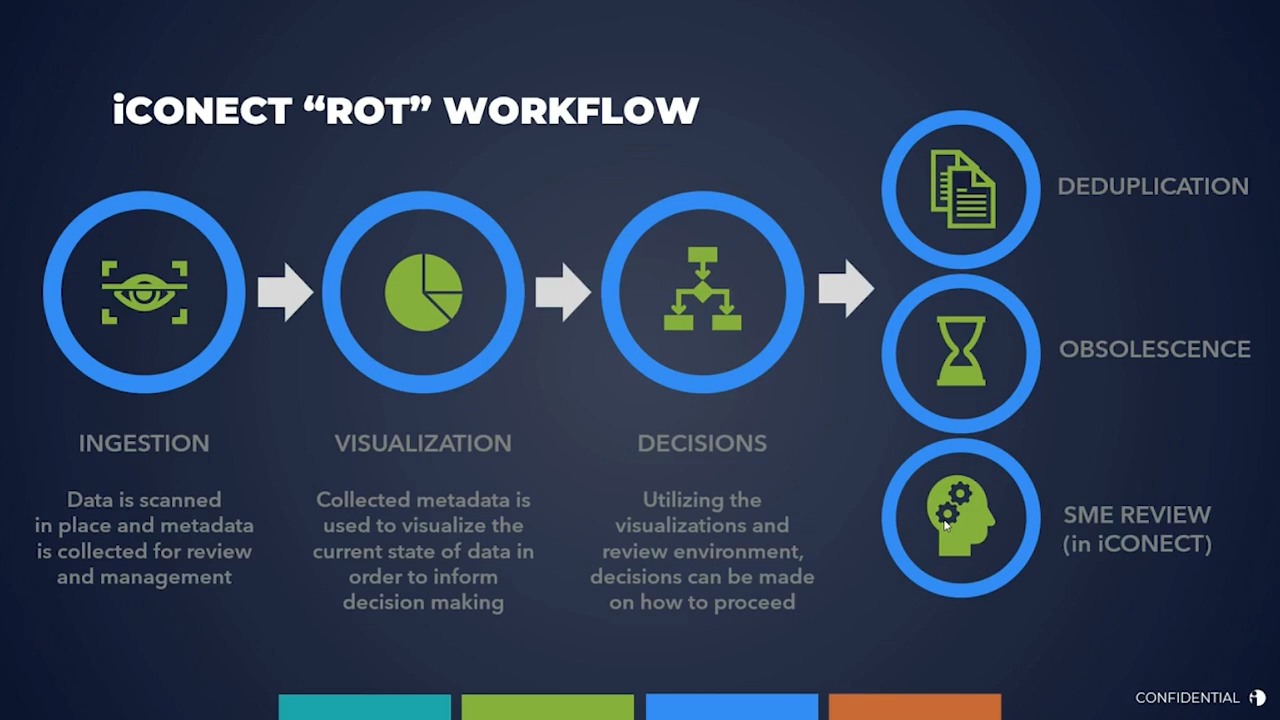 iCONECT “ROT” WORKFLOW
INGESTION
Data is scanned
in place and metadata
is collected for review
and management
VISUALIZATION
Collected metadata is
used to visualize the
current state of data in
order to inform
decision making
DECISIONS
Utilizing the
visualizations and
review environment,
decisions can be made
on how to proceed
DEDUPLICATION
OBSOLESCENCE
SME REVIEW
(in iCONECT)
CONFIDENTIAL